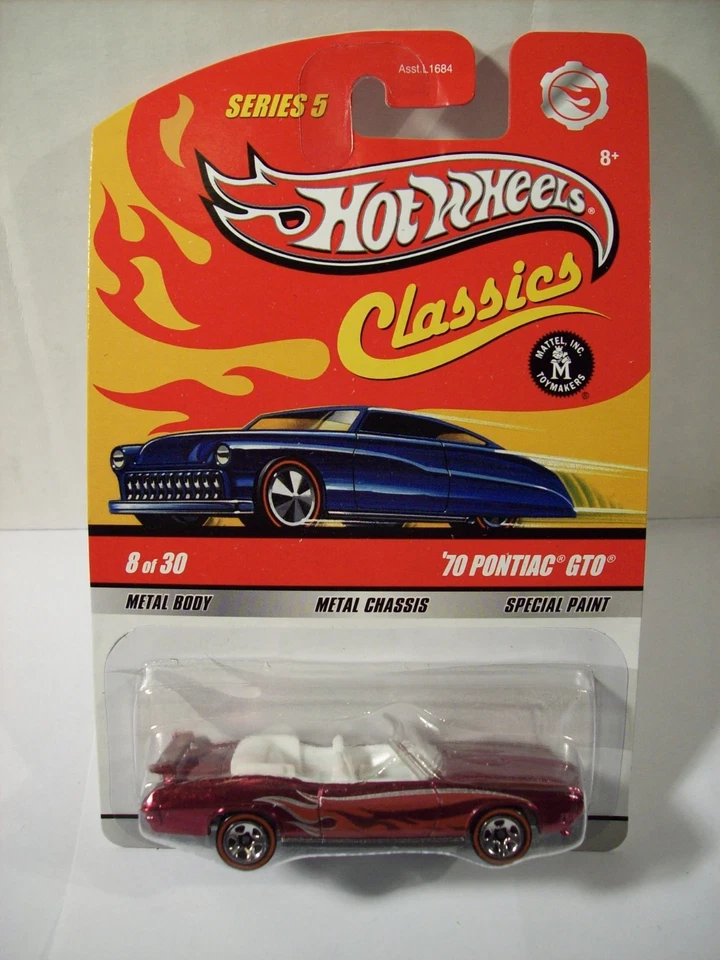 Asst. L1684
SERIES 5
8+
HOT WHEELS®
Classics
MATTEL, INC.
M
TOYMAKERS
®
8 of 30
'70 PONTIAC® GTO®
METAL BODY METAL CHASSIS SPECIAL PAINT